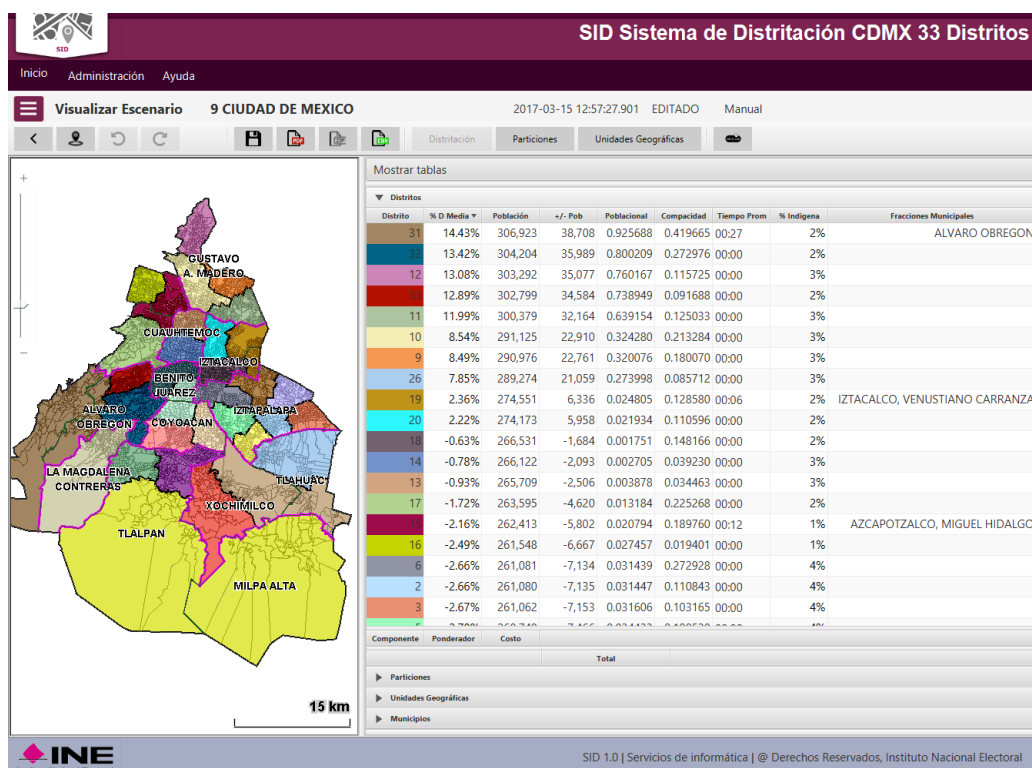 SID
SID Sistema de Distritación CDMX 33 Distritos
Inicio Administración Ayuda
Visualizar Escenario 9 CIUDAD DE MEXICO 2017-03-15 12:57:27.901 EDITADO Manual
Distritación Particiones Unidades Geográficas
Mostrar tablas
Distritos
Distrito % D Media Población +/- Pob Poblacional Compacidad Tiempo Prom % Indigena Fracciones Municipales
31 14.43% 306,923 38,708 0.925688 0.419665 00:27 2% ALVARO OBREGON
32 13.42% 304,204 35,989 0.800209 0.272976 00:00 2%
12 13.08% 303,292 35,077 0.760167 0.115725 00:00 3%
33 12.89% 302,799 34,584 0.738949 0.091688 00:00 2%
11 11.99% 300,379 32,164 0.639154 0.125033 00:00 3%
10 8.54% 291,125 22,910 0.324280 0.213284 00:00 3%
9 8.49% 290,976 22,761 0.320076 0.180070 00:00 3%
26 7.85% 289,274 21,059 0.273998 0.085712 00:00 3%
19 2.36% 274,551 6,336 0.024805 0.128580 00:06 2% IZTACALCO, VENUSTIANO CARRANZA
20 2.22% 274,173 5,958 0.021934 0.110596 00:00 2%
18 -0.63% 266,531 -1,684 0.001751 0.148166 00:00 2%
14 -0.78% 266,122 -2,093 0.002705 0.039230 00:00 3%
13 -0.93% 265,709 -2,506 0.003878 0.034463 00:00 3%
17 -1.72% 263,595 -4,620 0.013184 0.225268 00:00 2%
15 -2.16% 262,413 -5,802 0.020794 0.189760 00:12 1% AZCAPOTZALCO, MIGUEL HIDALGO
16 -2.49% 261,548 -6,667 0.027457 0.019401 00:00 1%
6 -2.66% 261,081 -7,134 0.031439 0.272928 00:00 4%
2 -2.66% 261,080 -7,135 0.031447 0.110843 00:00 4%
3 -2.67% 261,062 -7,153 0.031606 0.103165 00:00 4%
Componente Ponderador Costo
Total
Particiones
Unidades Geográficas
Municipios
GUSTAVO
A. MADERO
CUAUHTEMOC
IZTACALCO
BENITO
JUAREZ
ALVARO
OBREGON
COYOACAN
IZTAPALAPA
LA MAGDALENA
CONTRERAS
TLAHUAC
XOCHIMILCO
TLALPAN
MILPA ALTA
15 km
INE
SID 1.0 | Servicios de informática | @ Derechos Reservados, Instituto Nacional Electoral